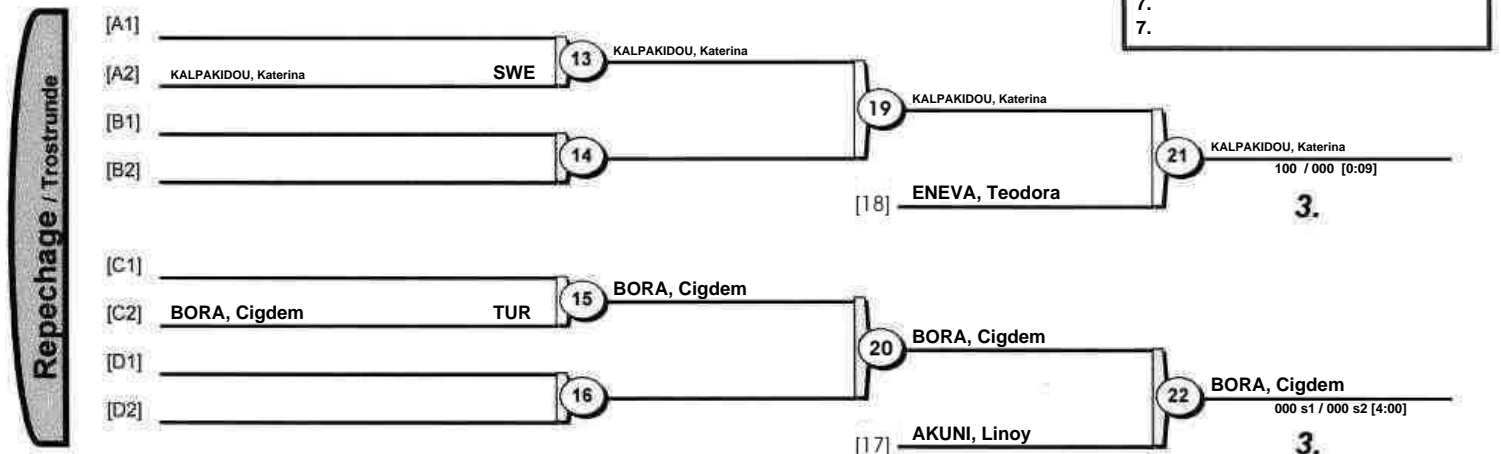 7.
7.
Repechage / Trostrunde
[A1]
[A2] KALPAKIDOU, Katerina SWE
13 KALPAKIDOU, Katerina
[B1]
[B2]
14
19 KALPAKIDOU, Katerina
[18] ENEVA, Teodora
21 KALPAKIDOU, Katerina
100 / 000 [0:09]
3.
[C1]
[C2] BORA, Cigdem TUR
15 BORA, Cigdem
[D1]
[D2]
16
20 BORA, Cigdem
[17] AKUNI, Linoy
22 BORA, Cigdem
000 s1 / 000 s2 [4:00]
3.